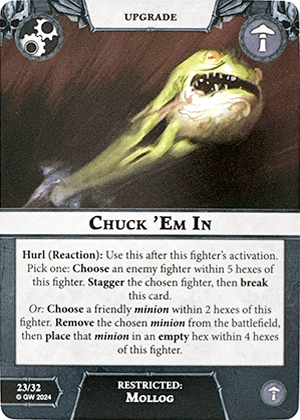 UPGRADE
CHUCK ’EM IN
Hurl (Reaction): Use this after this fighter’s activation.
Pick one: Choose an enemy fighter within 5 hexes of
this fighter. Stagger the chosen fighter, then break
this card.
Or: Choose a friendly minion within 2 hexes of this
fighter. Remove the chosen minion from the battlefield,
then place that minion in an empty hex within 4 hexes
of this fighter.
23/32
© GW 2024
RESTRICTED:
MOLLOG